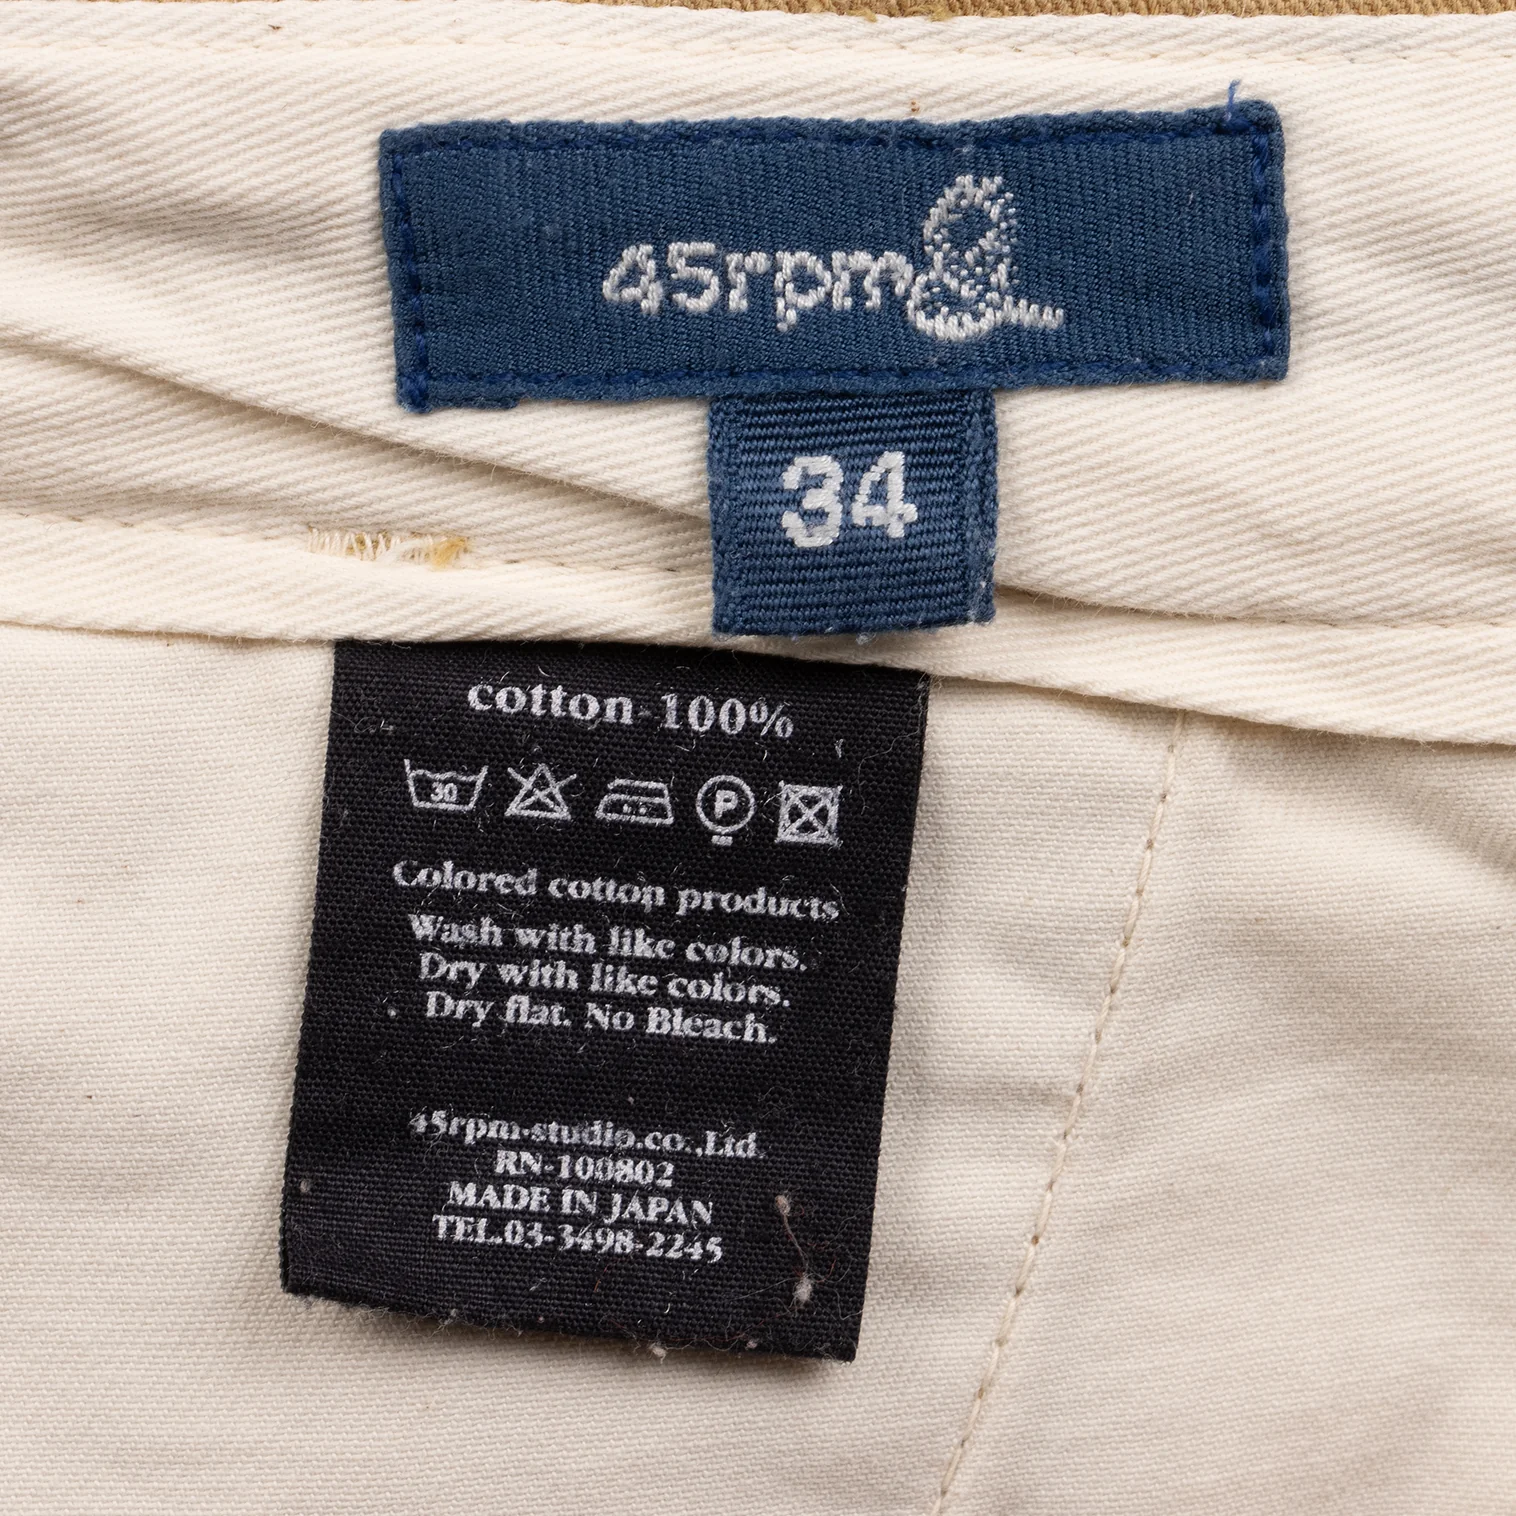 45rpm
34
cotton-100%
30
P
Colored cotton products
Wash with like colors.
Dry with like colors.
Dry flat. No Bleach.
45rpm-studio.co.,Ltd.
RN-100802
MADE IN JAPAN
TEL.03-3498-2245